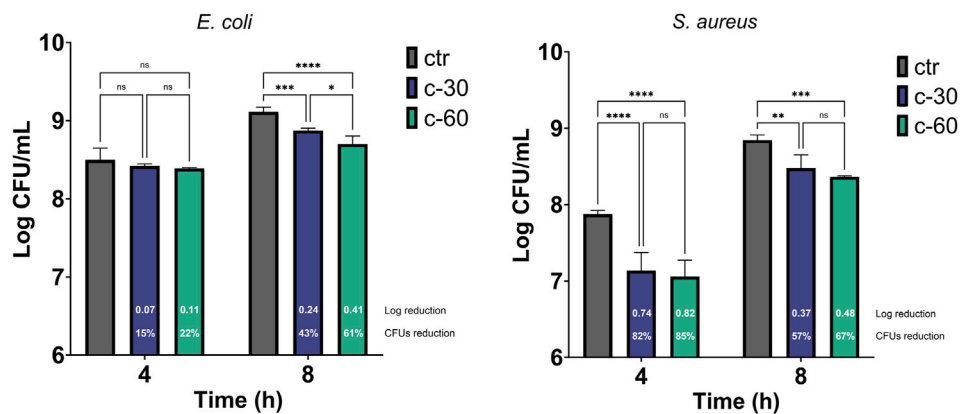 E. coli
10
9
8
7
6
Log CFU/mL
ns
ns
ns
****
***
*
ctr
c-30
c-60
0.07
0.11
0.24
0.41
Log reduction
15%
22%
43%
61%
CFUs reduction
4
8
Time (h)
S. aureus
10
9
8
7
6
Log CFU/mL
****
****
ns
***
**
ns
ctr
c-30
c-60
0.74
0.82
0.37
0.48
Log reduction
82%
85%
57%
67%
CFUs reduction
4
8
Time (h)